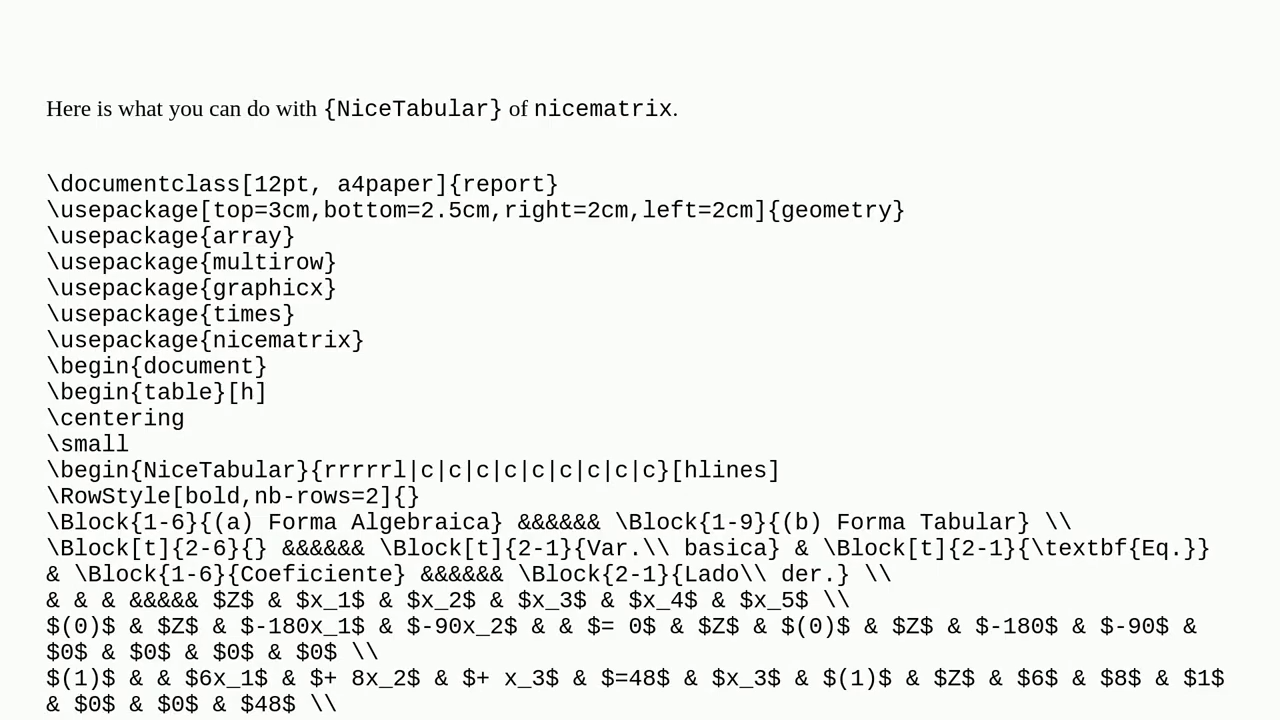 Here is what you can do with {NiceTabular} of nicematrix.
\documentclass[12pt, a4paper]{report}
\usepackage[top=3cm,bottom=2.5cm,right=2cm,left=2cm]{geometry}
\usepackage{array}
\usepackage{multirow}
\usepackage{graphicx}
\usepackage{times}
\usepackage{nicematrix}
\begin{document}
\begin{table}[h]
\centering
\small
\begin{NiceTabular}{rrrrrl|c|c|c|c|c|c|c|c|c}[hlines]
\RowStyle[bold,nb-rows=2]{}
\Block{1-6}{(a) Forma Algebraica} &&&&&& \Block{1-9}{(b) Forma Tabular} \\
\Block[t]{2-6}{} &&&&&& \Block[t]{2-1}{Var.\\ basica} & \Block[t]{2-1}{\textbf{Eq.}}
& \Block{1-6}{Coeficiente} &&&&&& \Block{2-1}{Lado\\ der.} \\
& & & &&&&& $Z$ & $x_1$ & $x_2$ & $x_3$ & $x_4$ & $x_5$ \\
$(0)$ & $Z$ & $-180x_1$ & $-90x_2$ & & $= 0$ & $Z$ & $(0)$ & $Z$ & $-180$ & $-90$ &
$0$ & $0$ & $0$ & $0$ \\
$(1)$ & & $6x_1$ & $+ 8x_2$ & $+ x_3$ & $=48$ & $x_3$ & $(1)$ & $Z$ & $6$ & $8$ & $1$
& $0$ & $0$ & $48$ \\